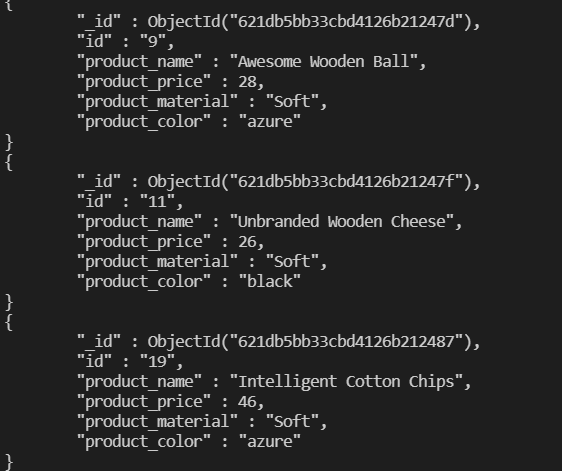 {
"_id" : ObjectId("621db5bb33cbd4126b21247d"),
"id" : "9",
"product_name" : "Awesome Wooden Ball",
"product_price" : 28,
"product_material" : "Soft",
"product_color" : "azure"
}
{
"_id" : ObjectId("621db5bb33cbd4126b21247f"),
"id" : "11",
"product_name" : "Unbranded Wooden Cheese",
"product_price" : 26,
"product_material" : "Soft",
"product_color" : "black"
}
{
"_id" : ObjectId("621db5bb33cbd4126b212487"),
"id" : "19",
"product_name" : "Intelligent Cotton Chips",
"product_price" : 46,
"product_material" : "Soft",
"product_color" : "azure"
}